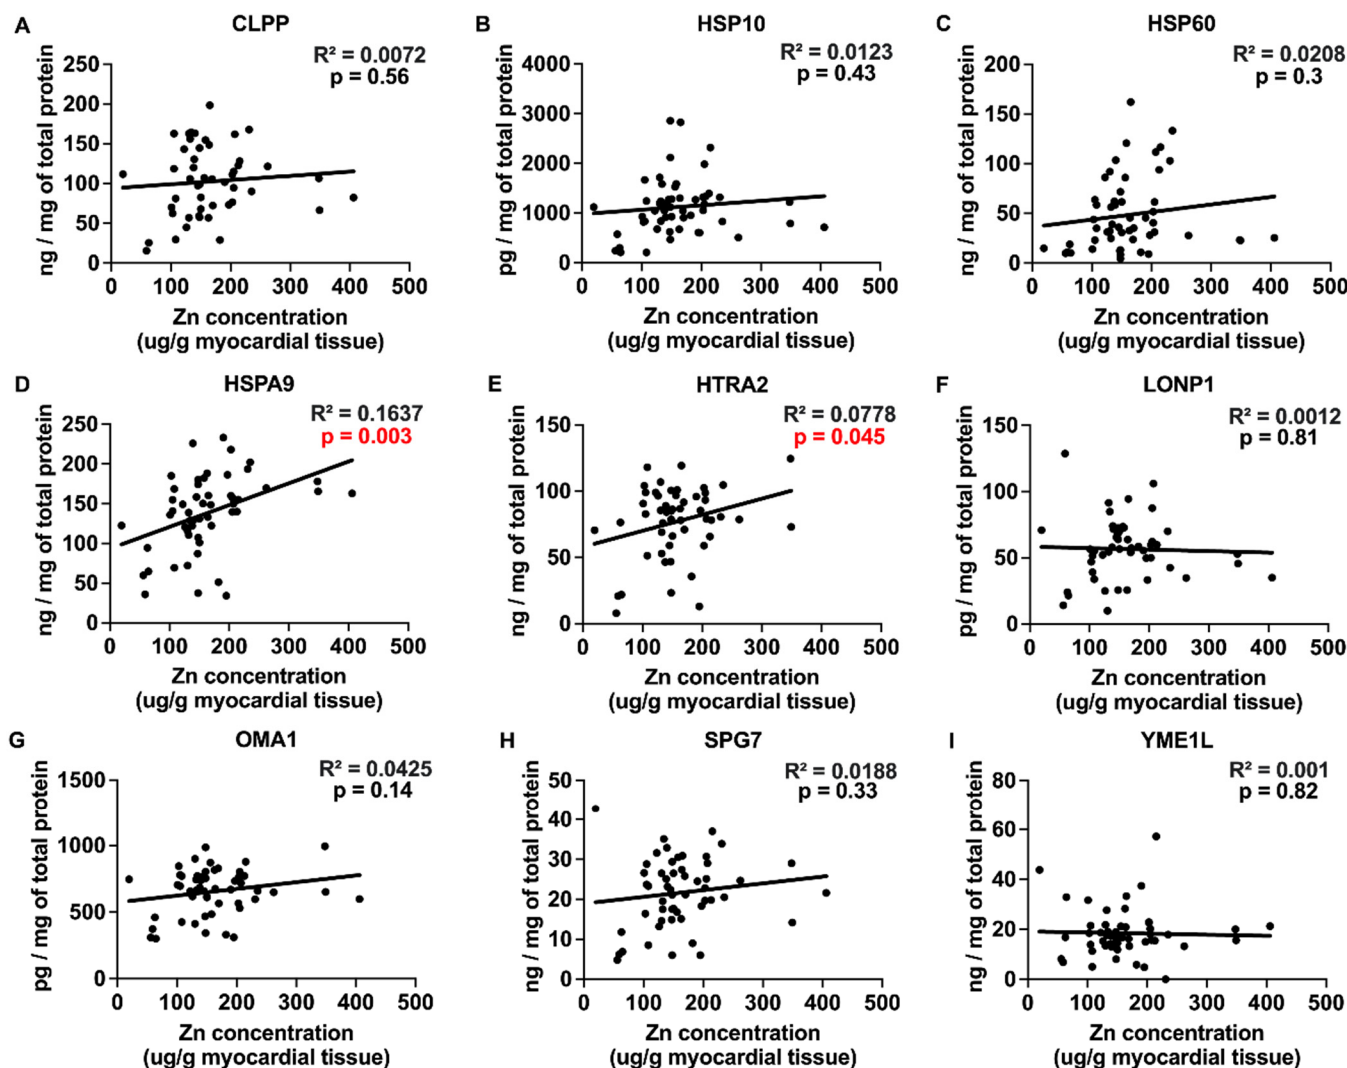 A
CLPP
R² = 0.0072
p = 0.56
ng / mg of total protein
250
200
150
100
50
0
0 100 200 300 400 500
Zn concentration
(ug/g myocardial tissue)
B
HSP10
R² = 0.0123
p = 0.43
pg / mg of total protein
4000
3000
2000
1000
0
0 100 200 300 400 500
Zn concentration
(ug/g myocardial tissue)
C
HSP60
R² = 0.0208
p = 0.3
ng / mg of total protein
200
150
100
50
0
0 100 200 300 400 500
Zn concentration
(ug/g myocardial tissue)
D
HSPA9
R² = 0.1637
p = 0.003
ng / mg of total protein
250
200
150
100
50
0
0 100 200 300 400 500
Zn concentration
(ug/g myocardial tissue)
E
HTRA2
R² = 0.0778
p = 0.045
ng / mg of total protein
150
100
50
0
0 100 200 300 400 500
Zn concentration
(ug/g myocardial tissue)
F
LONP1
R² = 0.0012
p = 0.81
pg / mg of total protein
150
100
50
0
0 100 200 300 400 500
Zn concentration
(ug/g myocardial tissue)
G
OMA1
R² = 0.0425
p = 0.14
pg / mg of total protein
1500
1000
500
0
0 100 200 300 400 500
Zn concentration
(ug/g myocardial tissue)
H
SPG7
R² = 0.0188
p = 0.33
ng / mg of total protein
50
40
30
20
10
0
0 100 200 300 400 500
Zn concentration
(ug/g myocardial tissue)
I
YME1L
R² = 0.001
p = 0.82
ng / mg of total protein
80
60
40
20
0
0 100 200 300 400 500
Zn concentration
(ug/g myocardial tissue)